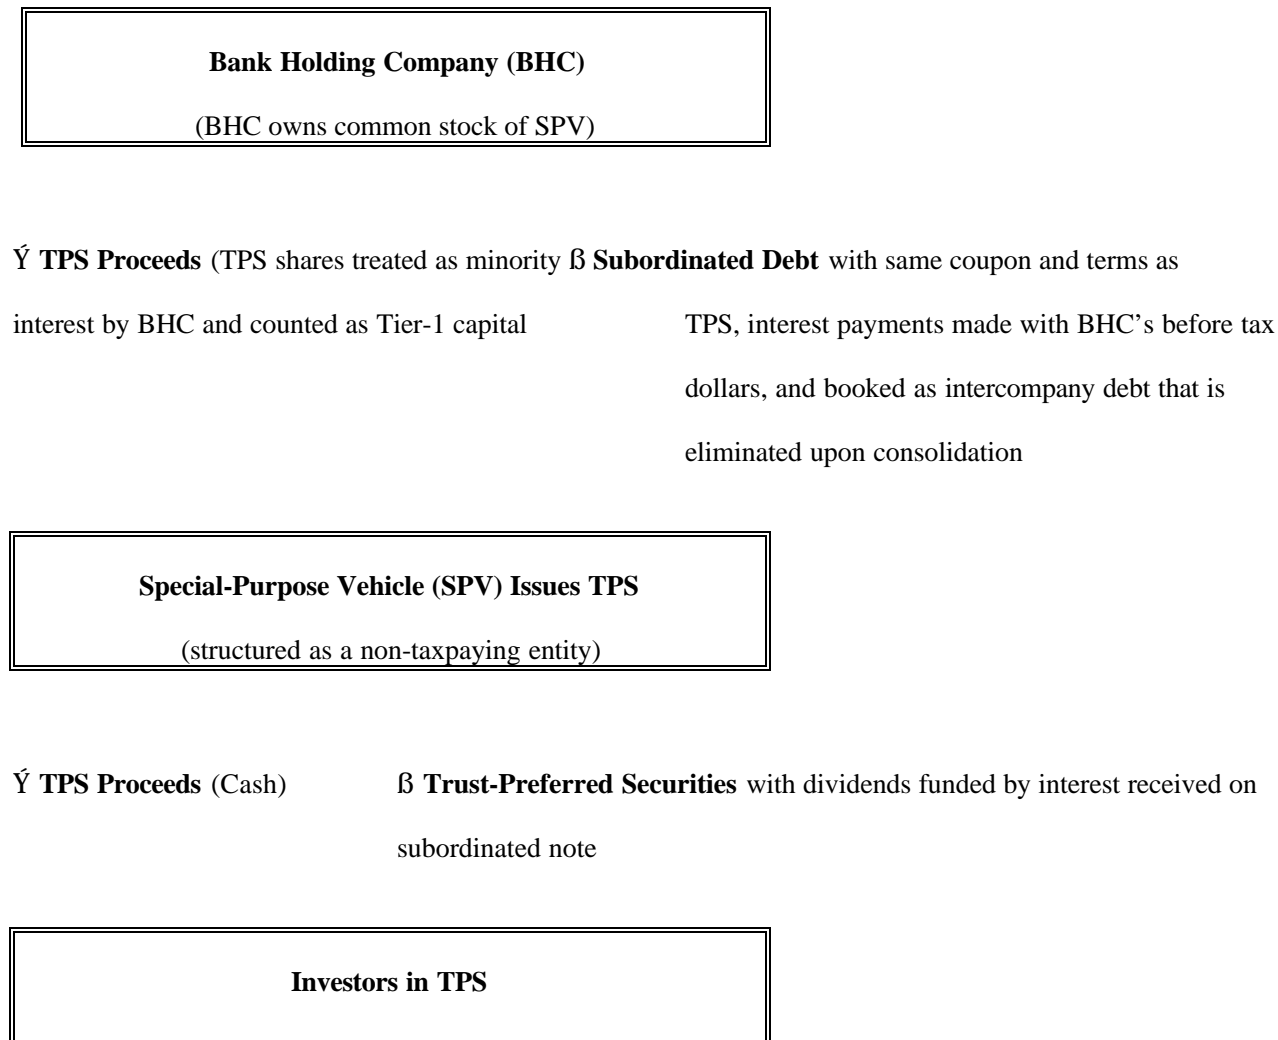 Bank Holding Company (BHC)
(BHC owns common stock of SPV)
Ý TPS Proceeds (TPS shares treated as minority ß Subordinated Debt with same coupon and terms as
interest by BHC and counted as Tier-1 capital TPS, interest payments made with BHC’s before tax
dollars, and booked as intercompany debt that is
eliminated upon consolidation
Special-Purpose Vehicle (SPV) Issues TPS
(structured as a non-taxpaying entity)
Ý TPS Proceeds (Cash) ß Trust-Preferred Securities with dividends funded by interest received on
subordinated note
Investors in TPS